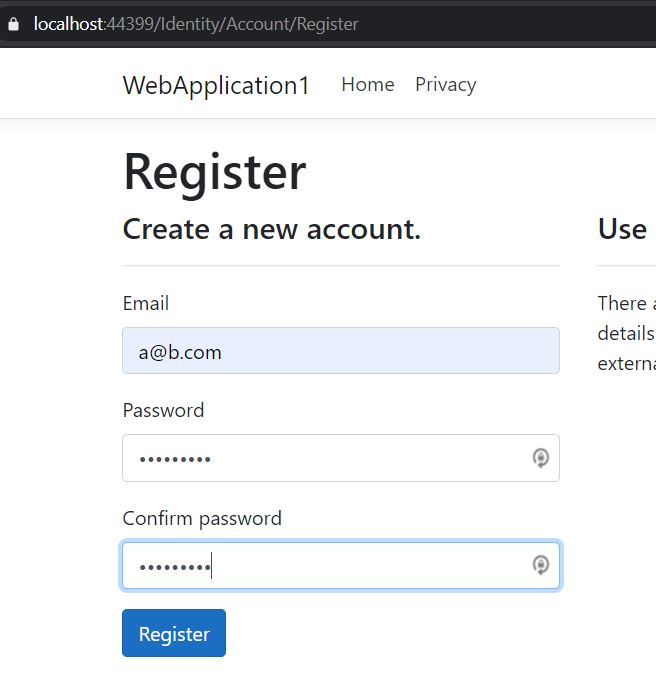 localhost:44399/Identity/Account/Register
WebApplication1 Home Privacy
Register
Create a new account.
Email
a@b.com
Password
•••••••••
Confirm password
•••••••••
Register
Use
There
details